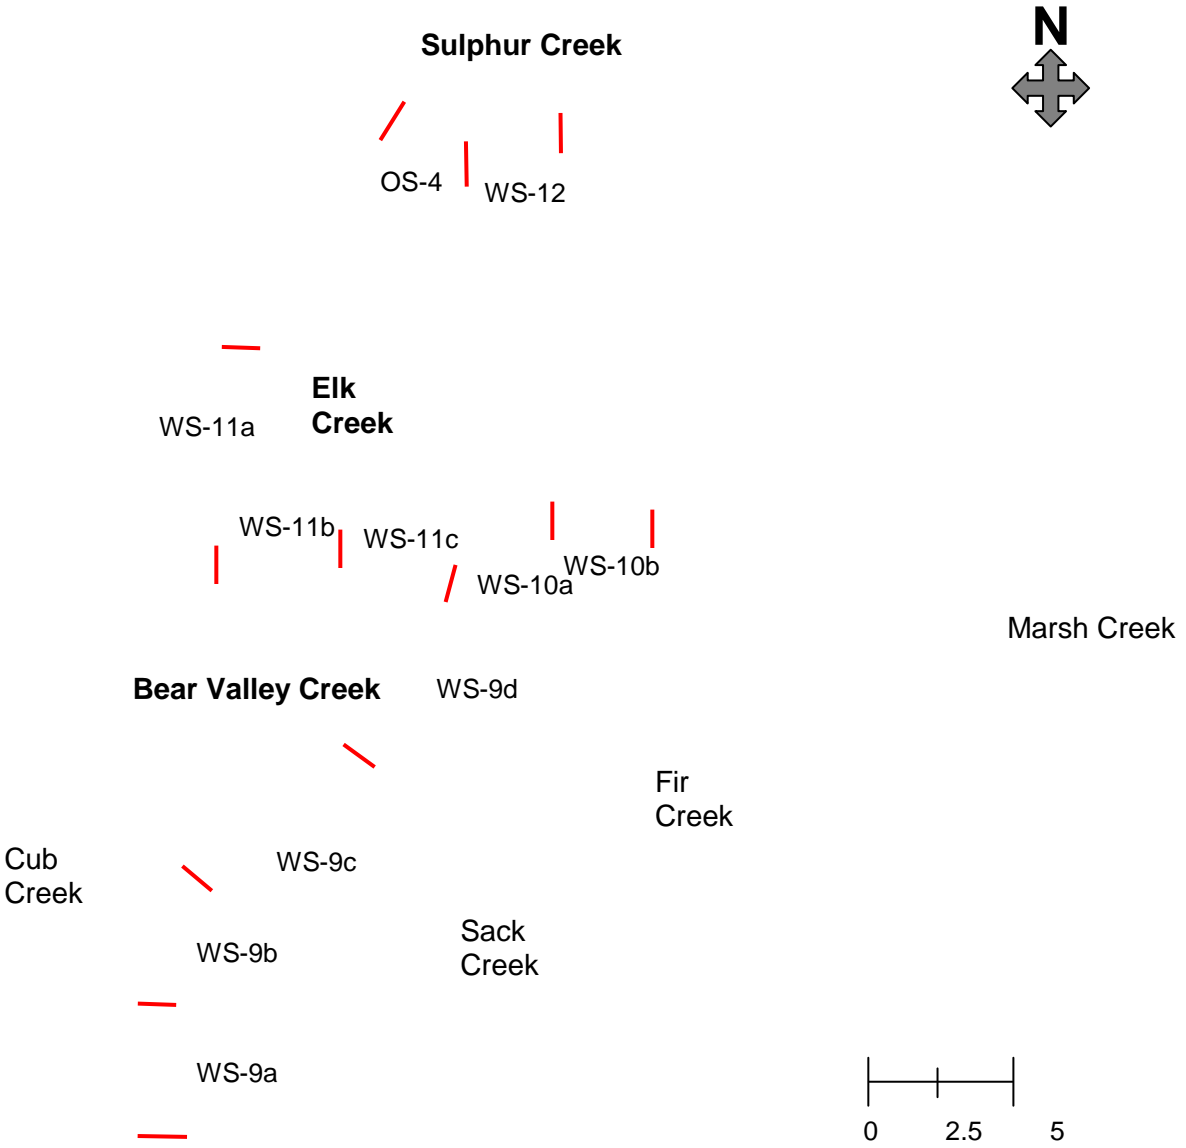 N
Sulphur Creek
OS-4
WS-12
Elk
Creek
WS-11a
WS-11b
WS-11c
WS-10a
WS-10b
Marsh Creek
Bear Valley Creek
WS-9d
Fir
Creek
Cub
Creek
WS-9c
Sack
Creek
WS-9b
WS-9a
0 2.5 5